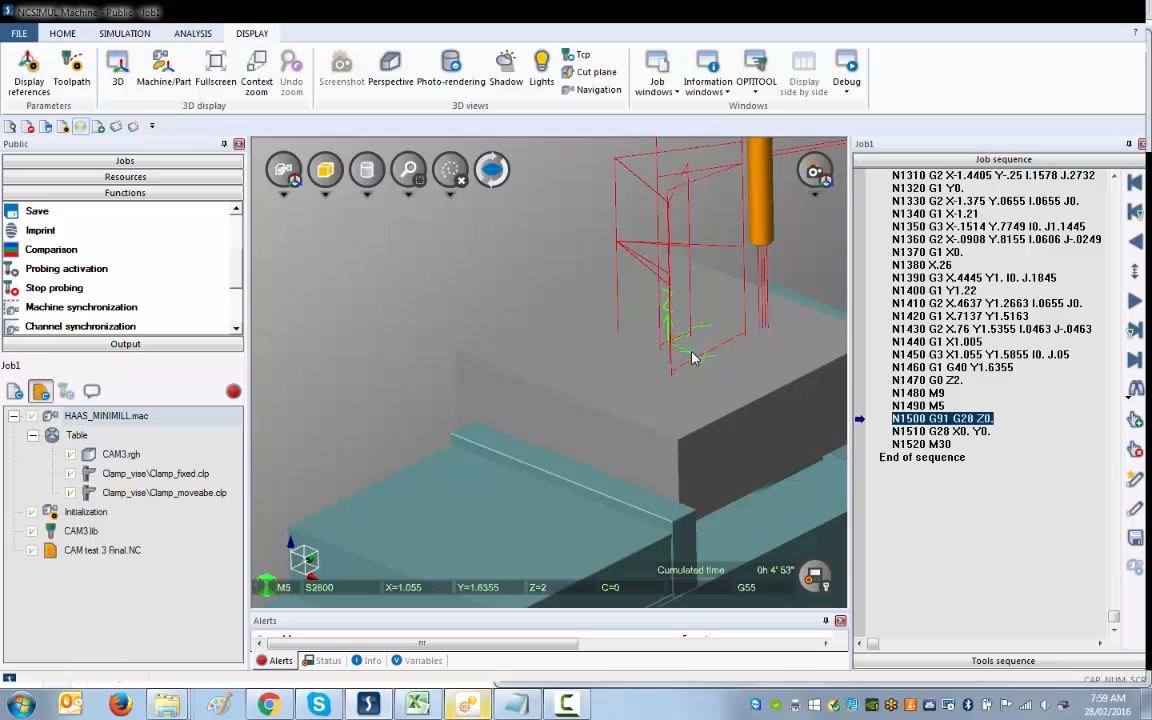 NCSIMUL Machine - Public - Job1
FILE HOME SIMULATION ANALYSIS DISPLAY ?
Display references
Toolpath
Parameters
3D
Machine/Part
Fullscreen
Context zoom
Undo zoom
3D display
Screenshot
Perspective
Photo-rendering
Shadow
Lights
Tcp
Cut plane
Navigation
3D views
Job windows
Information windows
OPTITOOL
Display side by side
Debug
Windows
Public
Jobs
Resources
Functions
Save
Imprint
Comparison
Probing activation
Stop probing
Machine synchronization
Channel synchronization
Output
Job1
HAAS_MINIMILL.mac
Table
CAM3.rgh
Clamp_vise\Clamp_fixed.clp
Clamp_vise\Clamp_moveabe.clp
Initialization
CAM3.lib
CAM test 3 Final.NC
Cumulated time 0h 4' 53"
M5 S2600 X=1.055 Y=1.6355 Z=2 C=0 G55
Alerts
Alerts Status Info Variables
Job1
Job sequence
N1310 G2 X-1.4405 Y-.25 I.1578 J.2732
N1320 G1 Y0.
N1330 G2 X-1.375 Y.0655 I.0655 J0.
N1340 G1 X-1.21
N1350 G3 X-.1514 Y.7749 I0. J1.1445
N1360 G2 X-.0908 Y.8155 I.0606 J-.0249
N1370 G1 X0.
N1380 X.26
N1390 G3 X.4445 Y1. I0. J.1845
N1400 G1 Y1.22
N1410 G2 X.4637 Y1.2663 I.0655 J0.
N1420 G1 X.7137 Y1.5163
N1430 G2 X.76 Y1.5355 I.0463 J-.0463
N1440 G1 X1.005
N1450 G3 X1.055 Y1.5855 I0. J.05
N1460 G1 G40 Y1.6355
N1470 G0 Z2.
N1480 M9
N1490 M5
N1500 G91 G28 Z0.
N1510 G28 X0. Y0.
N1520 M30
End of sequence
Tools sequence
CAP NUM SCR
7:59 AM
28/02/2016